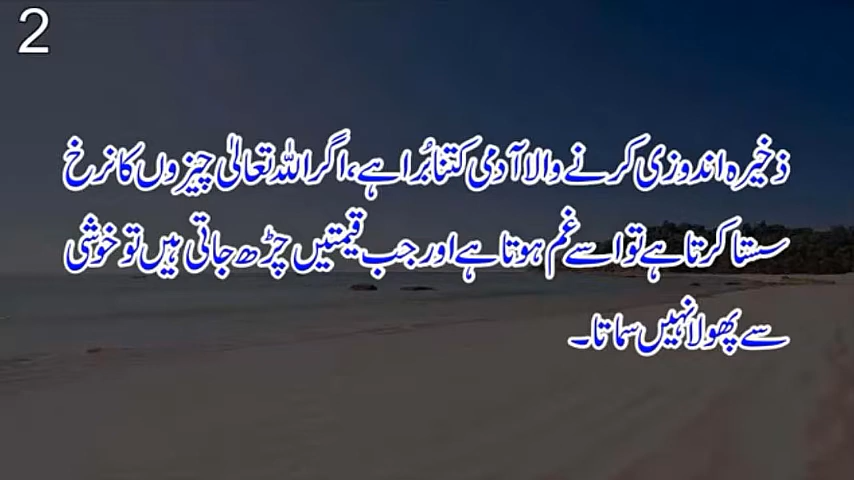 2
ذخیرہ اندوزی کرنے والا آدمی کتنا بُرا ہے، اگر اللہ تعالیٰ چیزوں کا نرخ
سستا کرتا ہے تو اسے غم ہوتا ہے اور جب قیمتیں چڑھ جاتی ہیں تو خوشی
سے پھولا نہیں سماتا۔